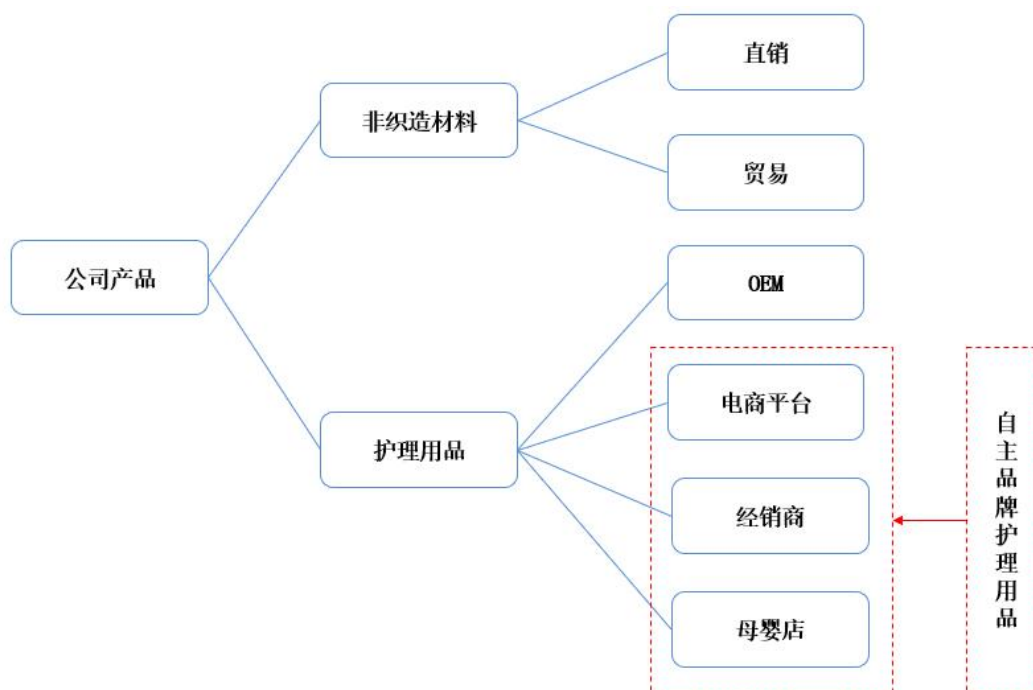 直销
非织造材料
贸易
公司产品
OEM
电商平台
护理用品
经销商
母婴店
自主品牌护理用品